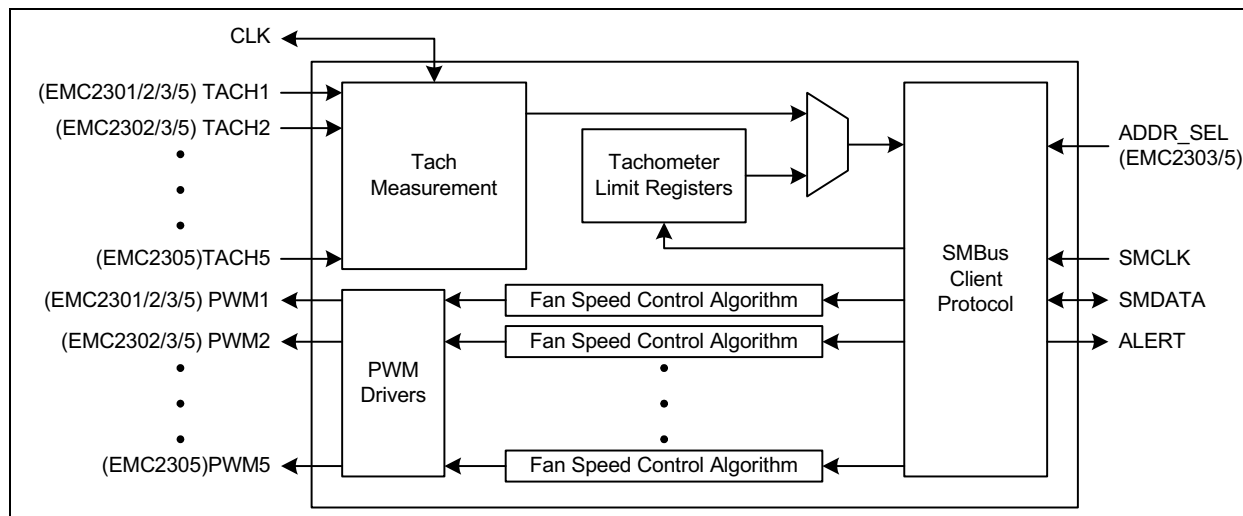 CLK
(EMC2301/2/3/5) TACH1
(EMC2302/3/5) TACH2
(EMC2305)TACH5
Tach
Measurement
Tachometer
Limit Registers
SMBus
Client
Protocol
ADDR_SEL
(EMC2303/5)
SMCLK
SMDATA
ALERT
(EMC2301/2/3/5) PWM1
(EMC2302/3/5) PWM2
(EMC2305)PWM5
PWM
Drivers
Fan Speed Control Algorithm
Fan Speed Control Algorithm
Fan Speed Control Algorithm